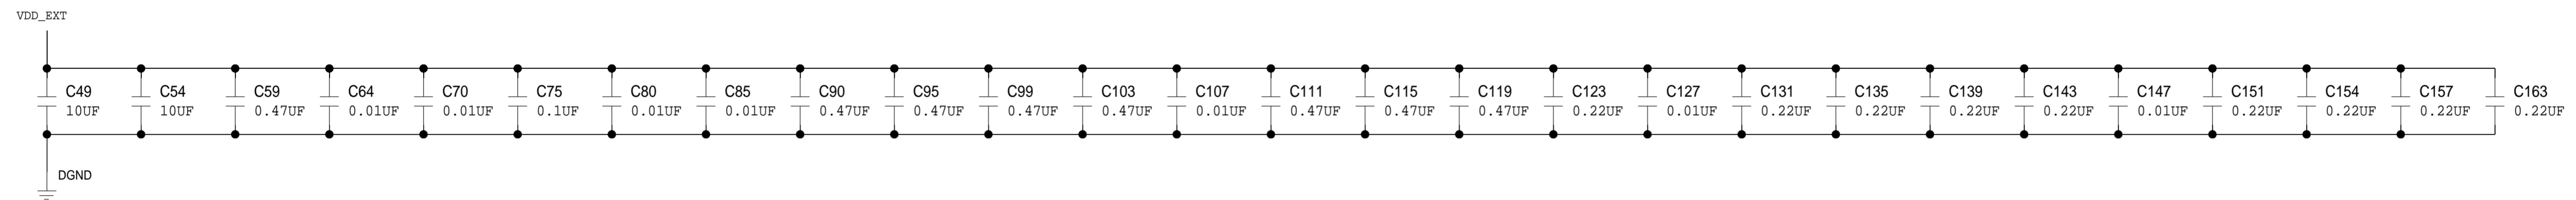 VDD_EXT
C49 C54 C59 C64 C70 C75 C80 C85 C90 C95 C99 C103 C107 C111 C115 C119 C123 C127 C131 C135 C139 C143 C147 C151 C154 C157 C163
10UF 10UF 0.47UF 0.01UF 0.01UF 0.1UF 0.01UF 0.01UF 0.47UF 0.47UF 0.47UF 0.47UF 0.01UF 0.47UF 0.47UF 0.47UF 0.22UF 0.01UF 0.22UF 0.22UF 0.22UF 0.22UF 0.01UF 0.22UF 0.22UF 0.22UF 0.22UF
DGND